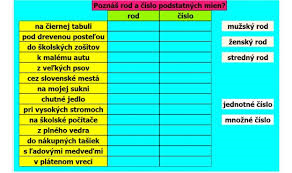 Poznáš rod a číslo podstatných mien?
rod číslo
na čiernej tabuli
pod drevenou posteľou
do školských zošitov
k malému autu
z veľkých psov
cez slovenské mestá
na mojej sukni
chutné jedlo
pri vysokých stromoch
na školské počítače
z plného vedra
do nákupných tašiek
s ľadovými medveďmi
v plátenom vreci
mužský rod
ženský rod
stredný rod
jednotné číslo
množné číslo